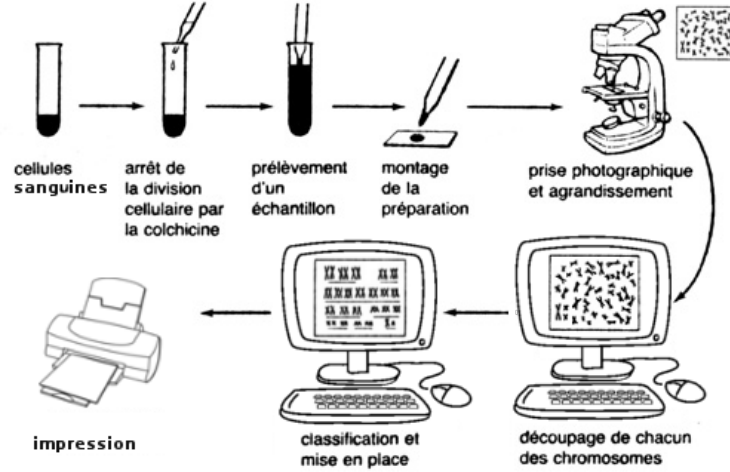 cellules
sanguines
arrêt de
la division
cellulaire par
la colchicine
prélèvement
d'un
échantillon
montage
de la
préparation
prise photographique
et agrandissement
découpage de chacun
des chromosomes
classification et
mise en place
impression